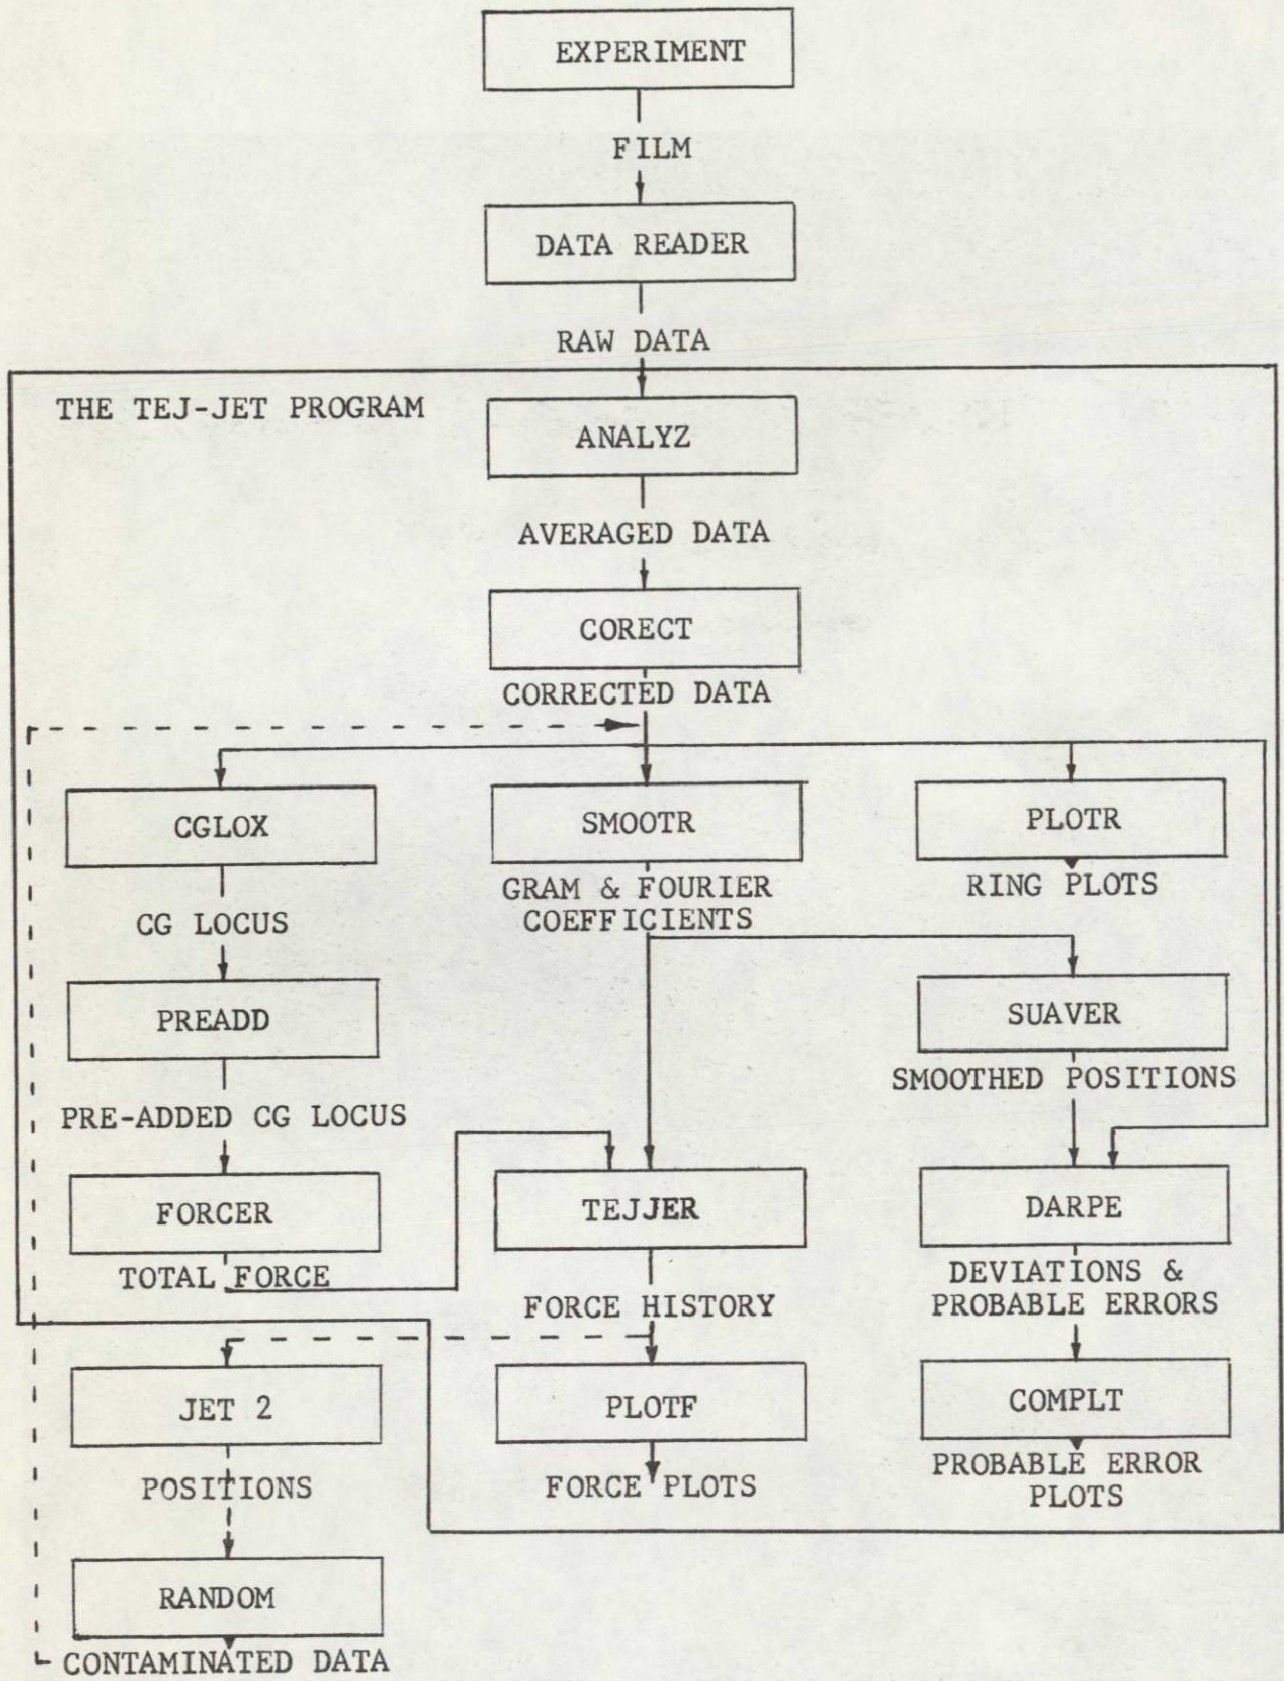 EXPERIMENT
FILM
DATA READER
RAW DATA
THE TEJ-JET PROGRAM
ANALYZ
AVERAGED DATA
CORECT
CORRECTED DATA
CGLOX
SMOOTR
PLOTR
CG LOCUS
GRAM & FOURIER
COEFFICIENTS
RING PLOTS
PREADD
SUAVER
PRE-ADDED CG LOCUS
SMOOTHED POSITIONS
FORCER
TEJJER
DARPE
TOTAL FORCE
FORCE HISTORY
DEVIATIONS &
PROBABLE ERRORS
JET 2
PLOTF
COMPLT
POSITIONS
FORCE PLOTS
PROBABLE ERROR
PLOTS
RANDOM
CONTAMINATED DATA